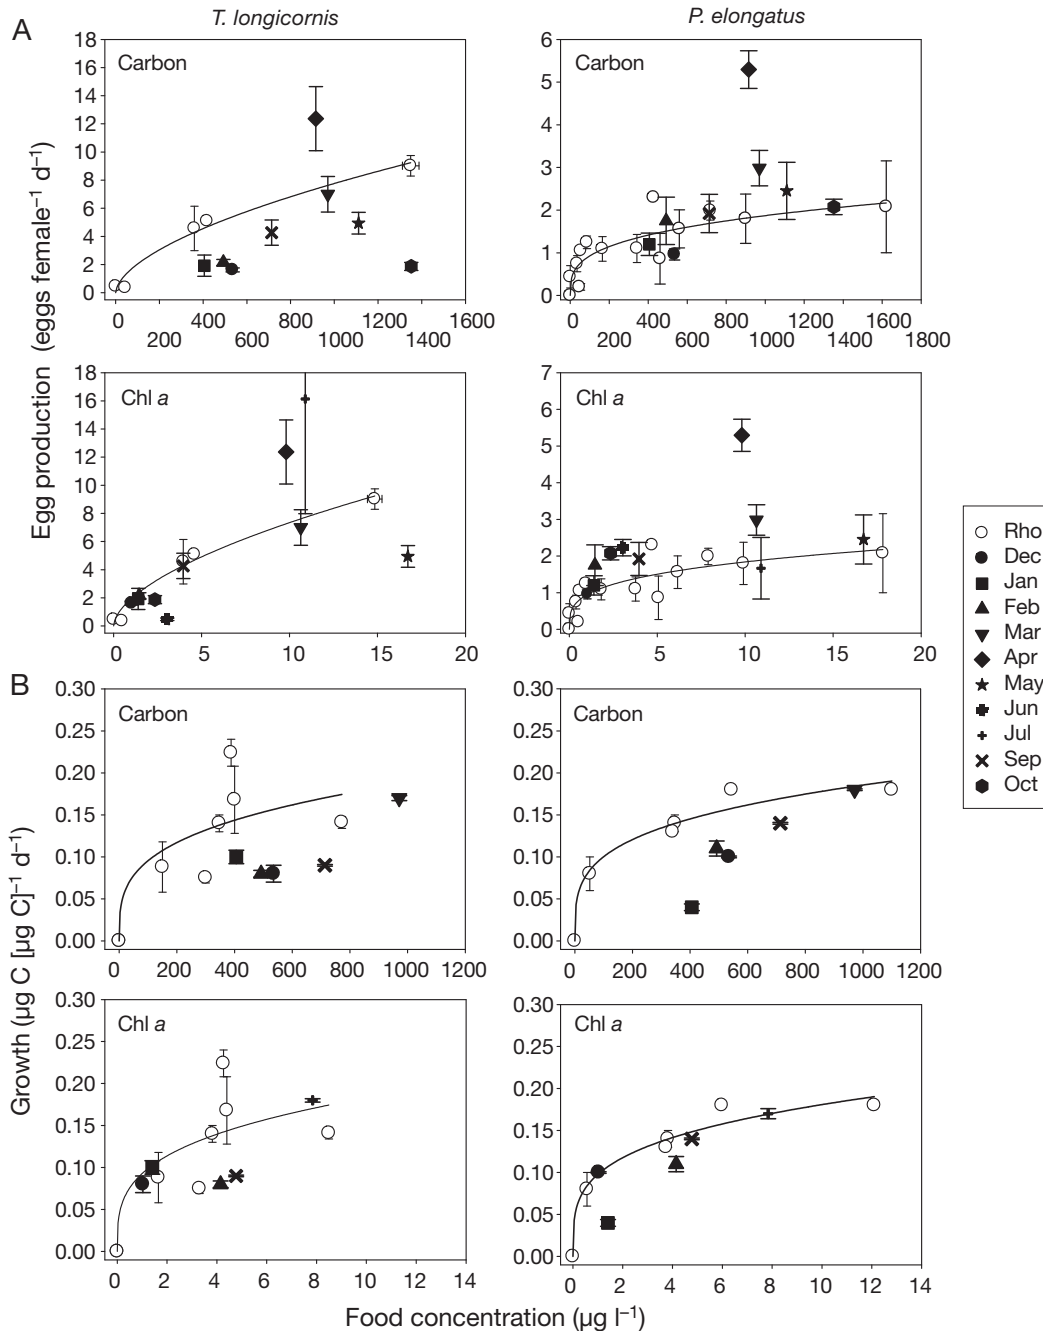 T. longicornis
P. elongatus
A
Carbon
18
16
14
12
10
8
6
4
2
0
0 400 800 1200 1600
200 600 1000 1400
Carbon
6
5
4
3
2
1
0
0 400 800 1200 1600
200 600 1000 1400 1800
Egg production (eggs female⁻¹ d⁻¹)
Chl a
18
16
14
12
10
8
6
4
2
0
0 5 10 15 20
Chl a
7
6
5
4
3
2
1
0
0 5 10 15 20
Rho
Dec
Jan
Feb
Mar
Apr
May
Jun
Jul
Sep
Oct
B
Carbon
0.30
0.25
0.20
0.15
0.10
0.05
0.00
0 200 400 600 800 1000 1200
Carbon
0.30
0.25
0.20
0.15
0.10
0.05
0.00
0 200 400 600 800 1000 1200
Growth (µg C [µg C]⁻¹ d⁻¹)
Chl a
0.30
0.25
0.20
0.15
0.10
0.05
0.00
0 2 4 6 8 10 12 14
Chl a
0.30
0.25
0.20
0.15
0.10
0.05
0.00
0 2 4 6 8 10 12 14
Food concentration (µg l⁻¹)